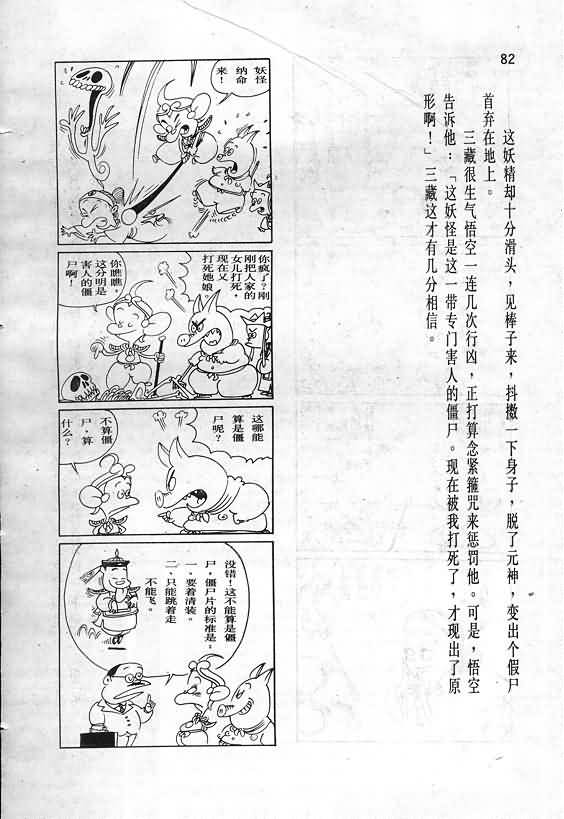 82
这妖精却十分滑头，见棒子来，抖擞一下身子，脱了元神，变出个假尸
首弃在地上。
三藏很生气悟空一连几次行凶，正打算念紧箍咒来惩罚他。可是，悟空
告诉他：「这妖怪是这一带专门害人的僵尸。现在被我打死了，才现出了原
形啊！」三藏这才有几分相信。
妖怪
纳命
来！
你疯了？刚
刚把人家的
女儿打死，
现在又
打死她娘
你瞧瞧
这分明是
害人的僵
尸啊！
这哪能
算是僵
尸呢？
不算僵
尸，算
什么？
没错！这不能算是僵
尸，僵尸片的标准是：
一、要着清装。
二、只能跳着走
不能飞。